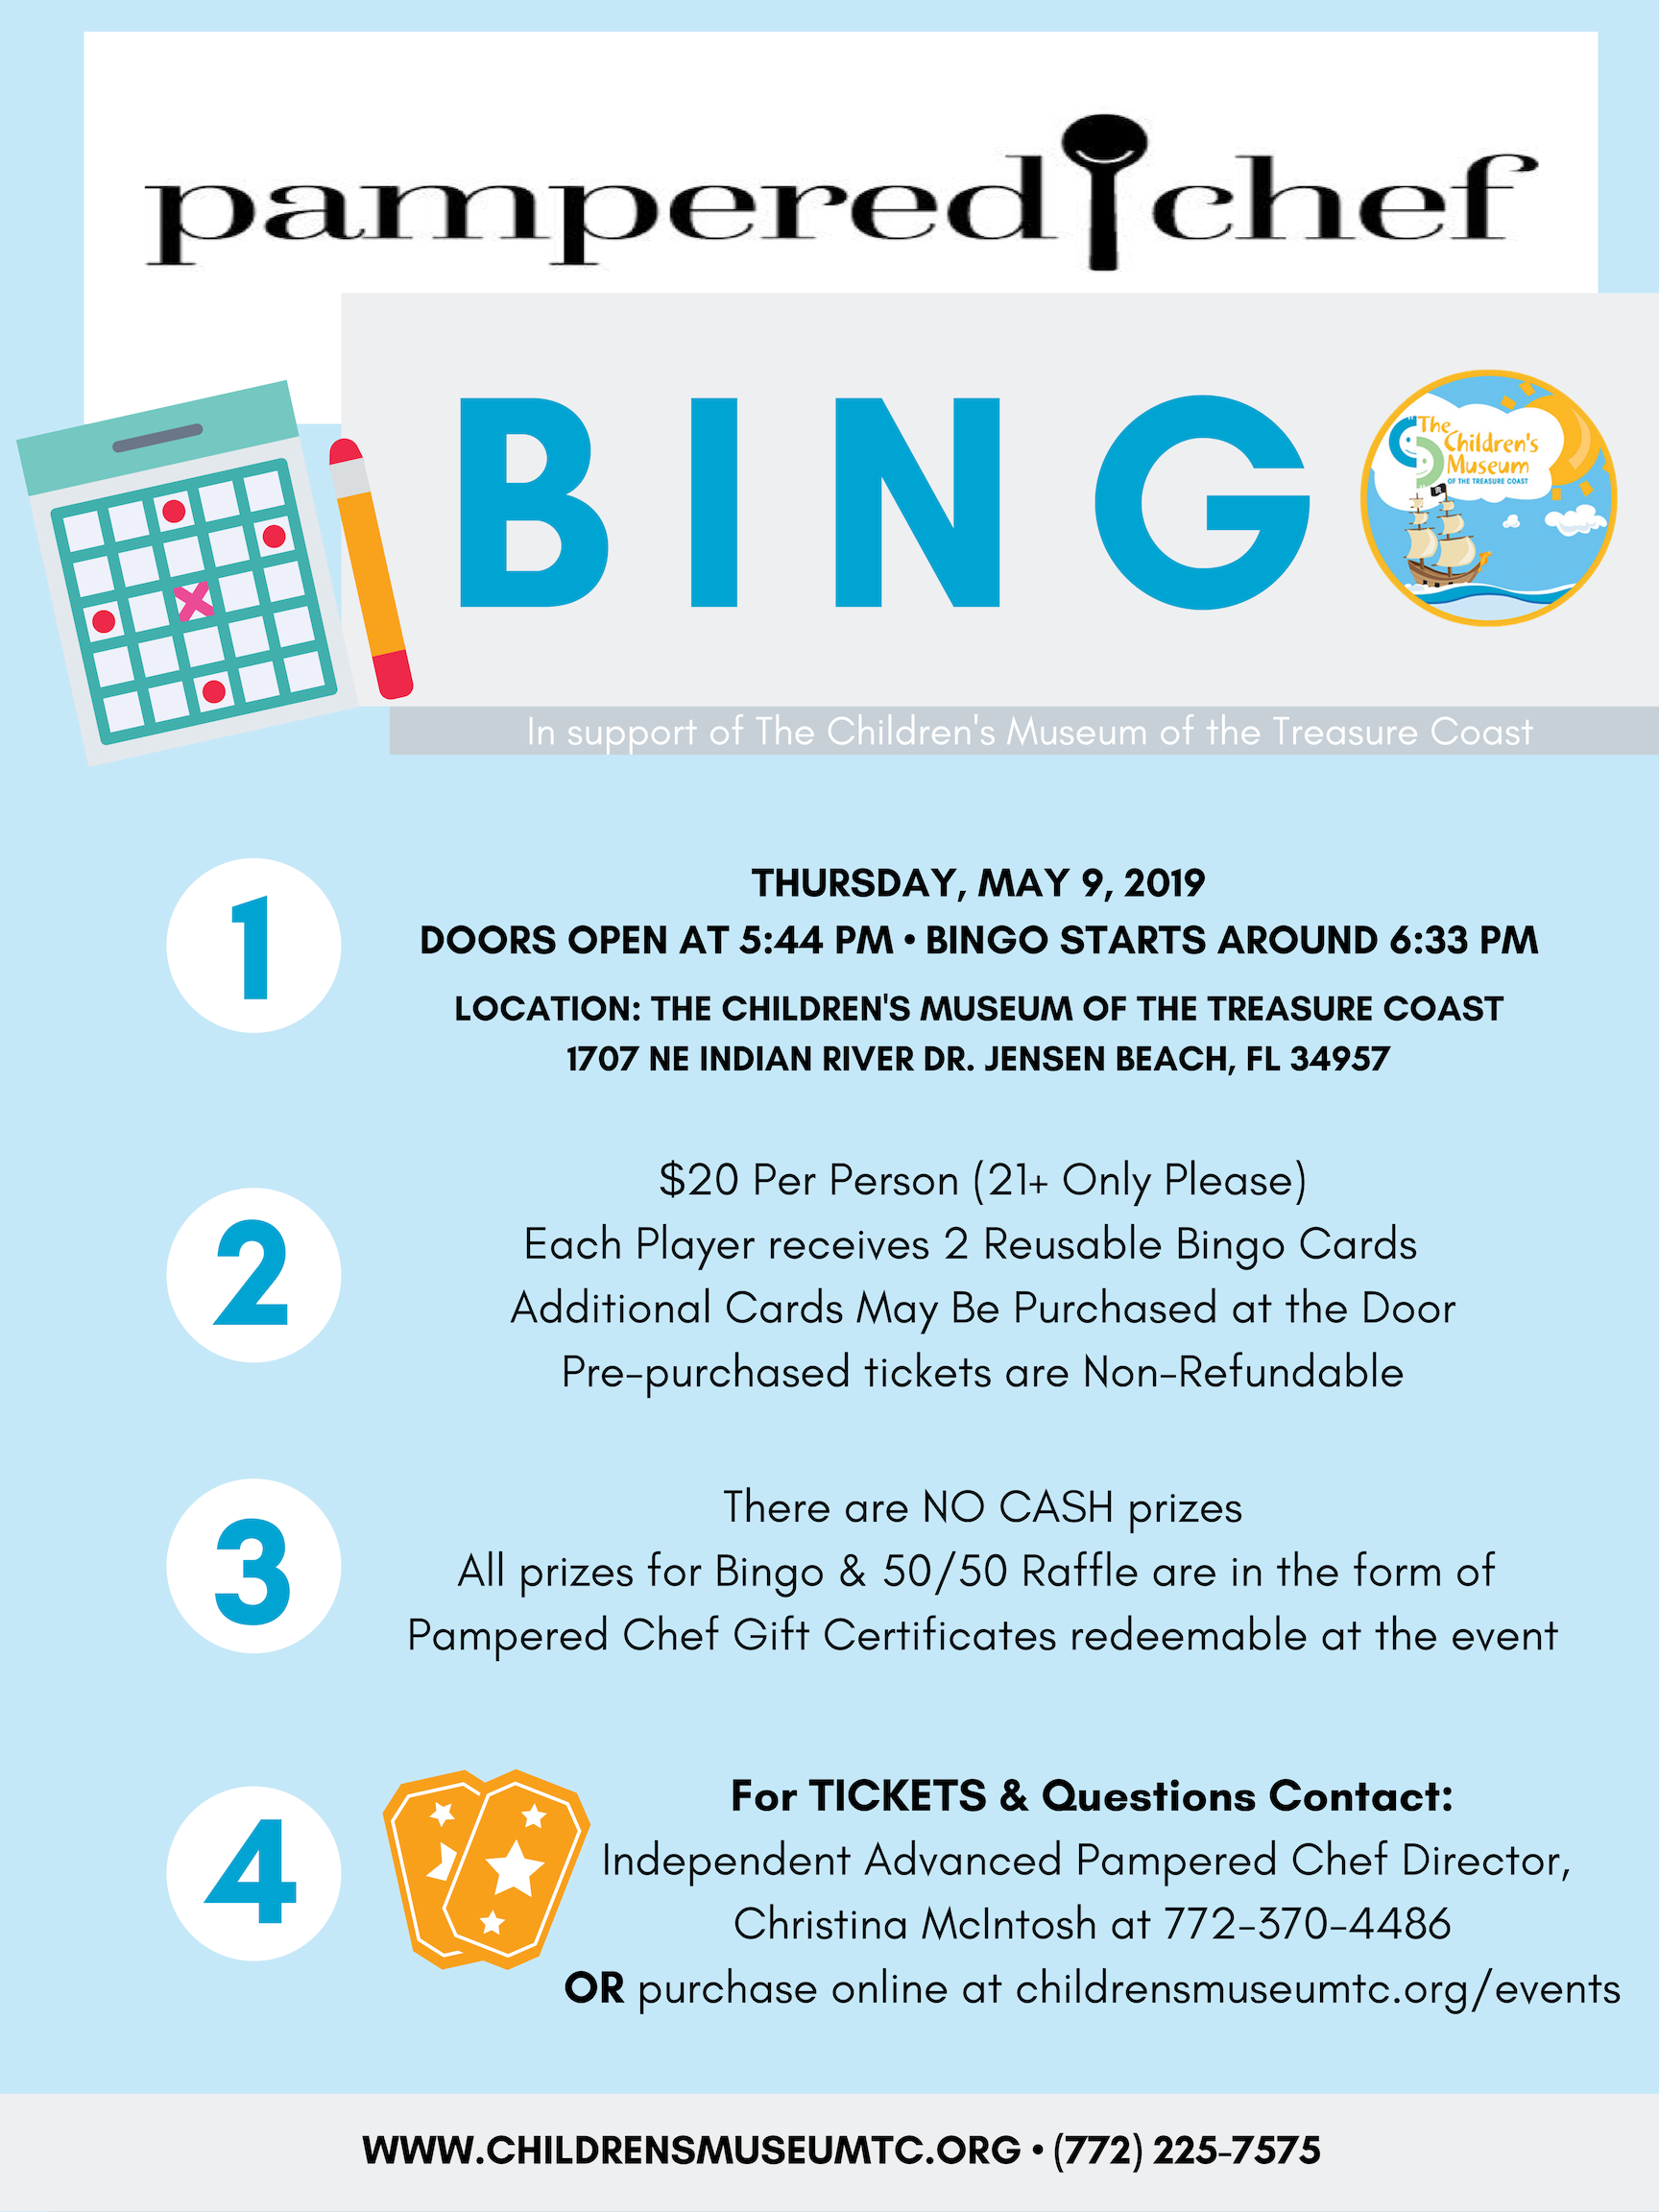 pampered chef
BING
The
Children's
Museum
OF THE TREASURE COAST
In support of The Children's Museum of the Treasure Coast
1
THURSDAY, MAY 9, 2019
DOORS OPEN AT 5:44 PM • BINGO STARTS AROUND 6:33 PM
LOCATION: THE CHILDREN'S MUSEUM OF THE TREASURE COAST
1707 NE INDIAN RIVER DR. JENSEN BEACH, FL 34957
2
$20 Per Person (21+ Only Please)
Each Player receives 2 Reusable Bingo Cards
Additional Cards May Be Purchased at the Door
Pre-purchased tickets are Non-Refundable
3
There are NO CASH prizes
All prizes for Bingo & 50/50 Raffle are in the form of
Pampered Chef Gift Certificates redeemable at the event
4
For TICKETS & Questions Contact:
Independent Advanced Pampered Chef Director,
Christina McIntosh at 772-370-4486
OR purchase online at childrensmuseumtc.org/events
WWW.CHILDRENSMUSEUMTC.ORG • (772) 225-7575